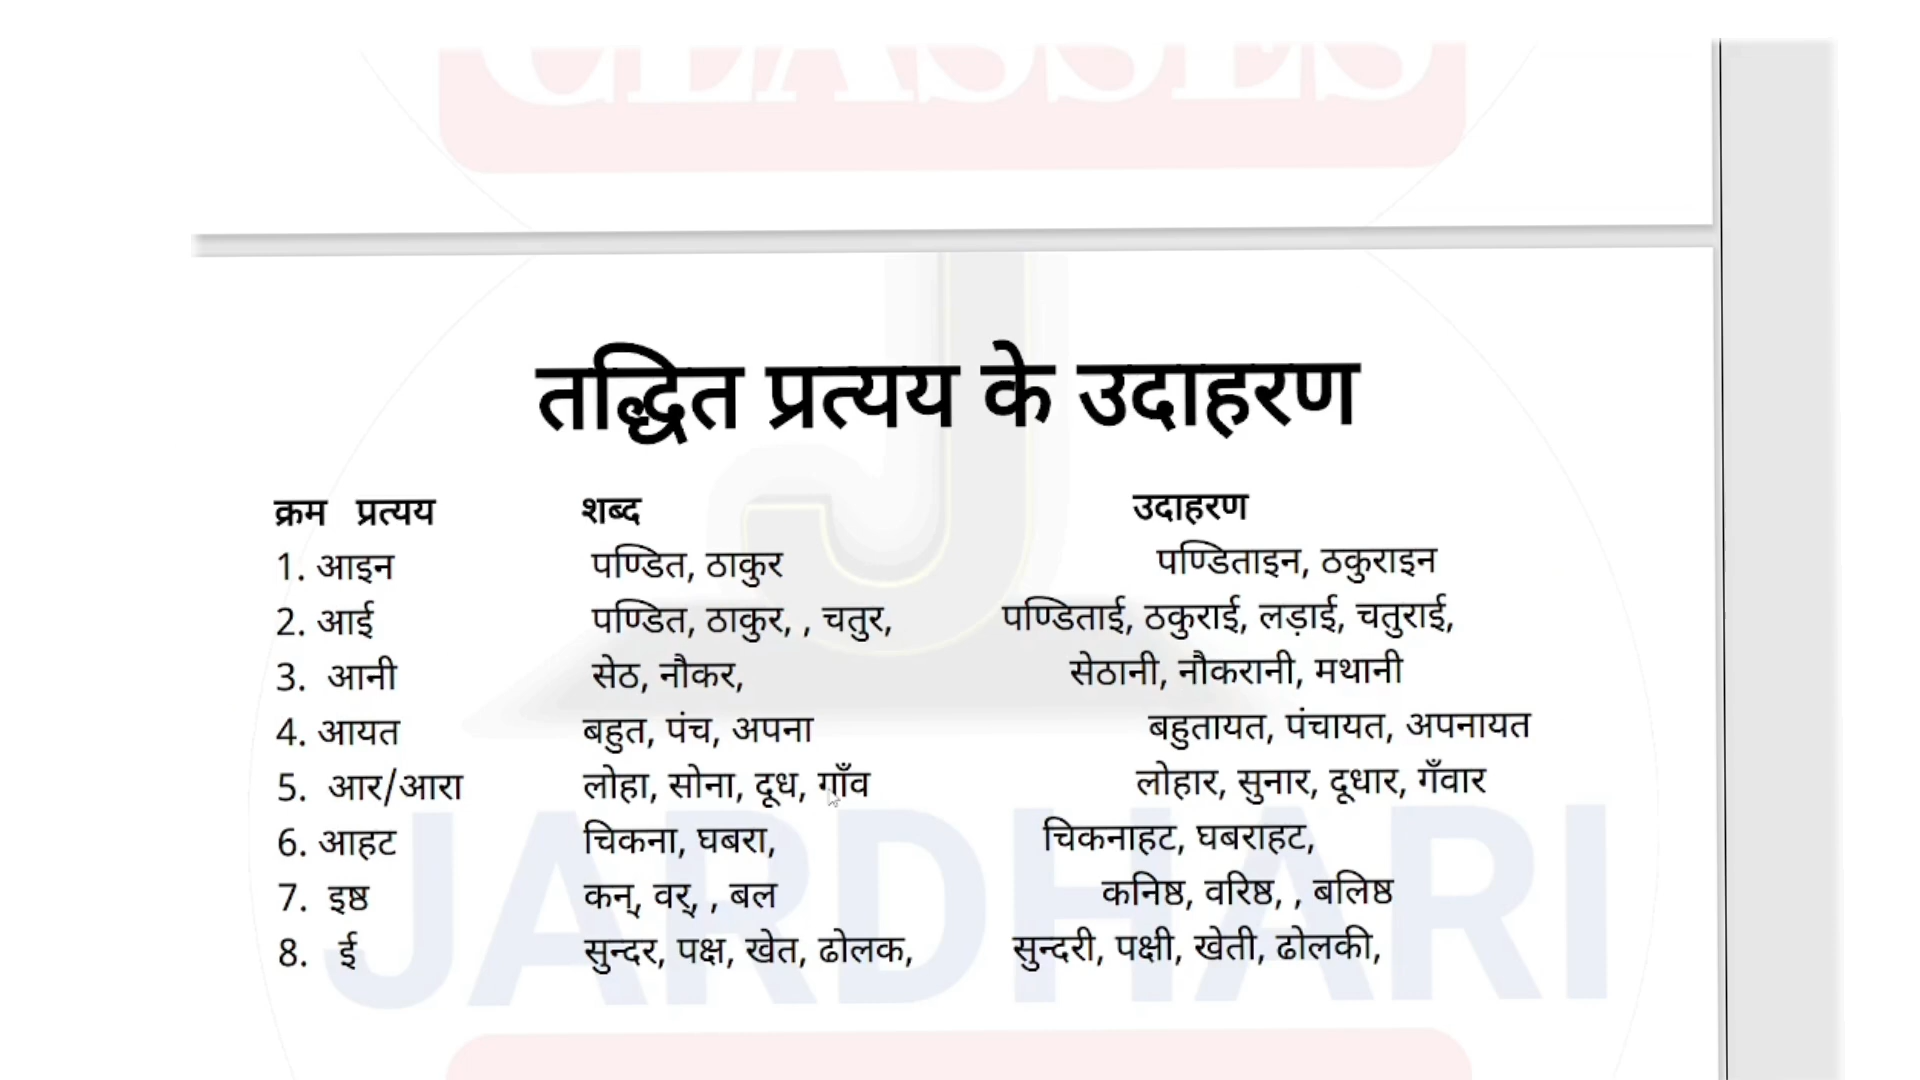 CLASSES
तद्धित प्रत्यय के उदाहरण
क्रम प्रत्यय शब्द उदाहरण
1. आइन पण्डित, ठाकुर पण्डिताइन, ठकुराइन
2. आई पण्डित, ठाकुर, , चतुर, पण्डिताई, ठकुराई, लड़ाई, चतुराई,
3. आनी सेठ, नौकर, सेठानी, नौकरानी, मथानी
4. आयत बहुत, पंच, अपना बहुतायत, पंचायत, अपनायत
5. आर/आरा लोहा, सोना, दूध, गाँव लोहार, सुनार, दूधार, गँवार
6. आहट चिकना, घबरा, चिकनाहट, घबराहट,
7. इष्ठ कन्, वर्, , बल कनिष्ठ, वरिष्ठ, , बलिष्ठ
8. ई सुन्दर, पक्ष, खेत, ढोलक, सुन्दरी, पक्षी, खेती, ढोलकी,
JARDHARI